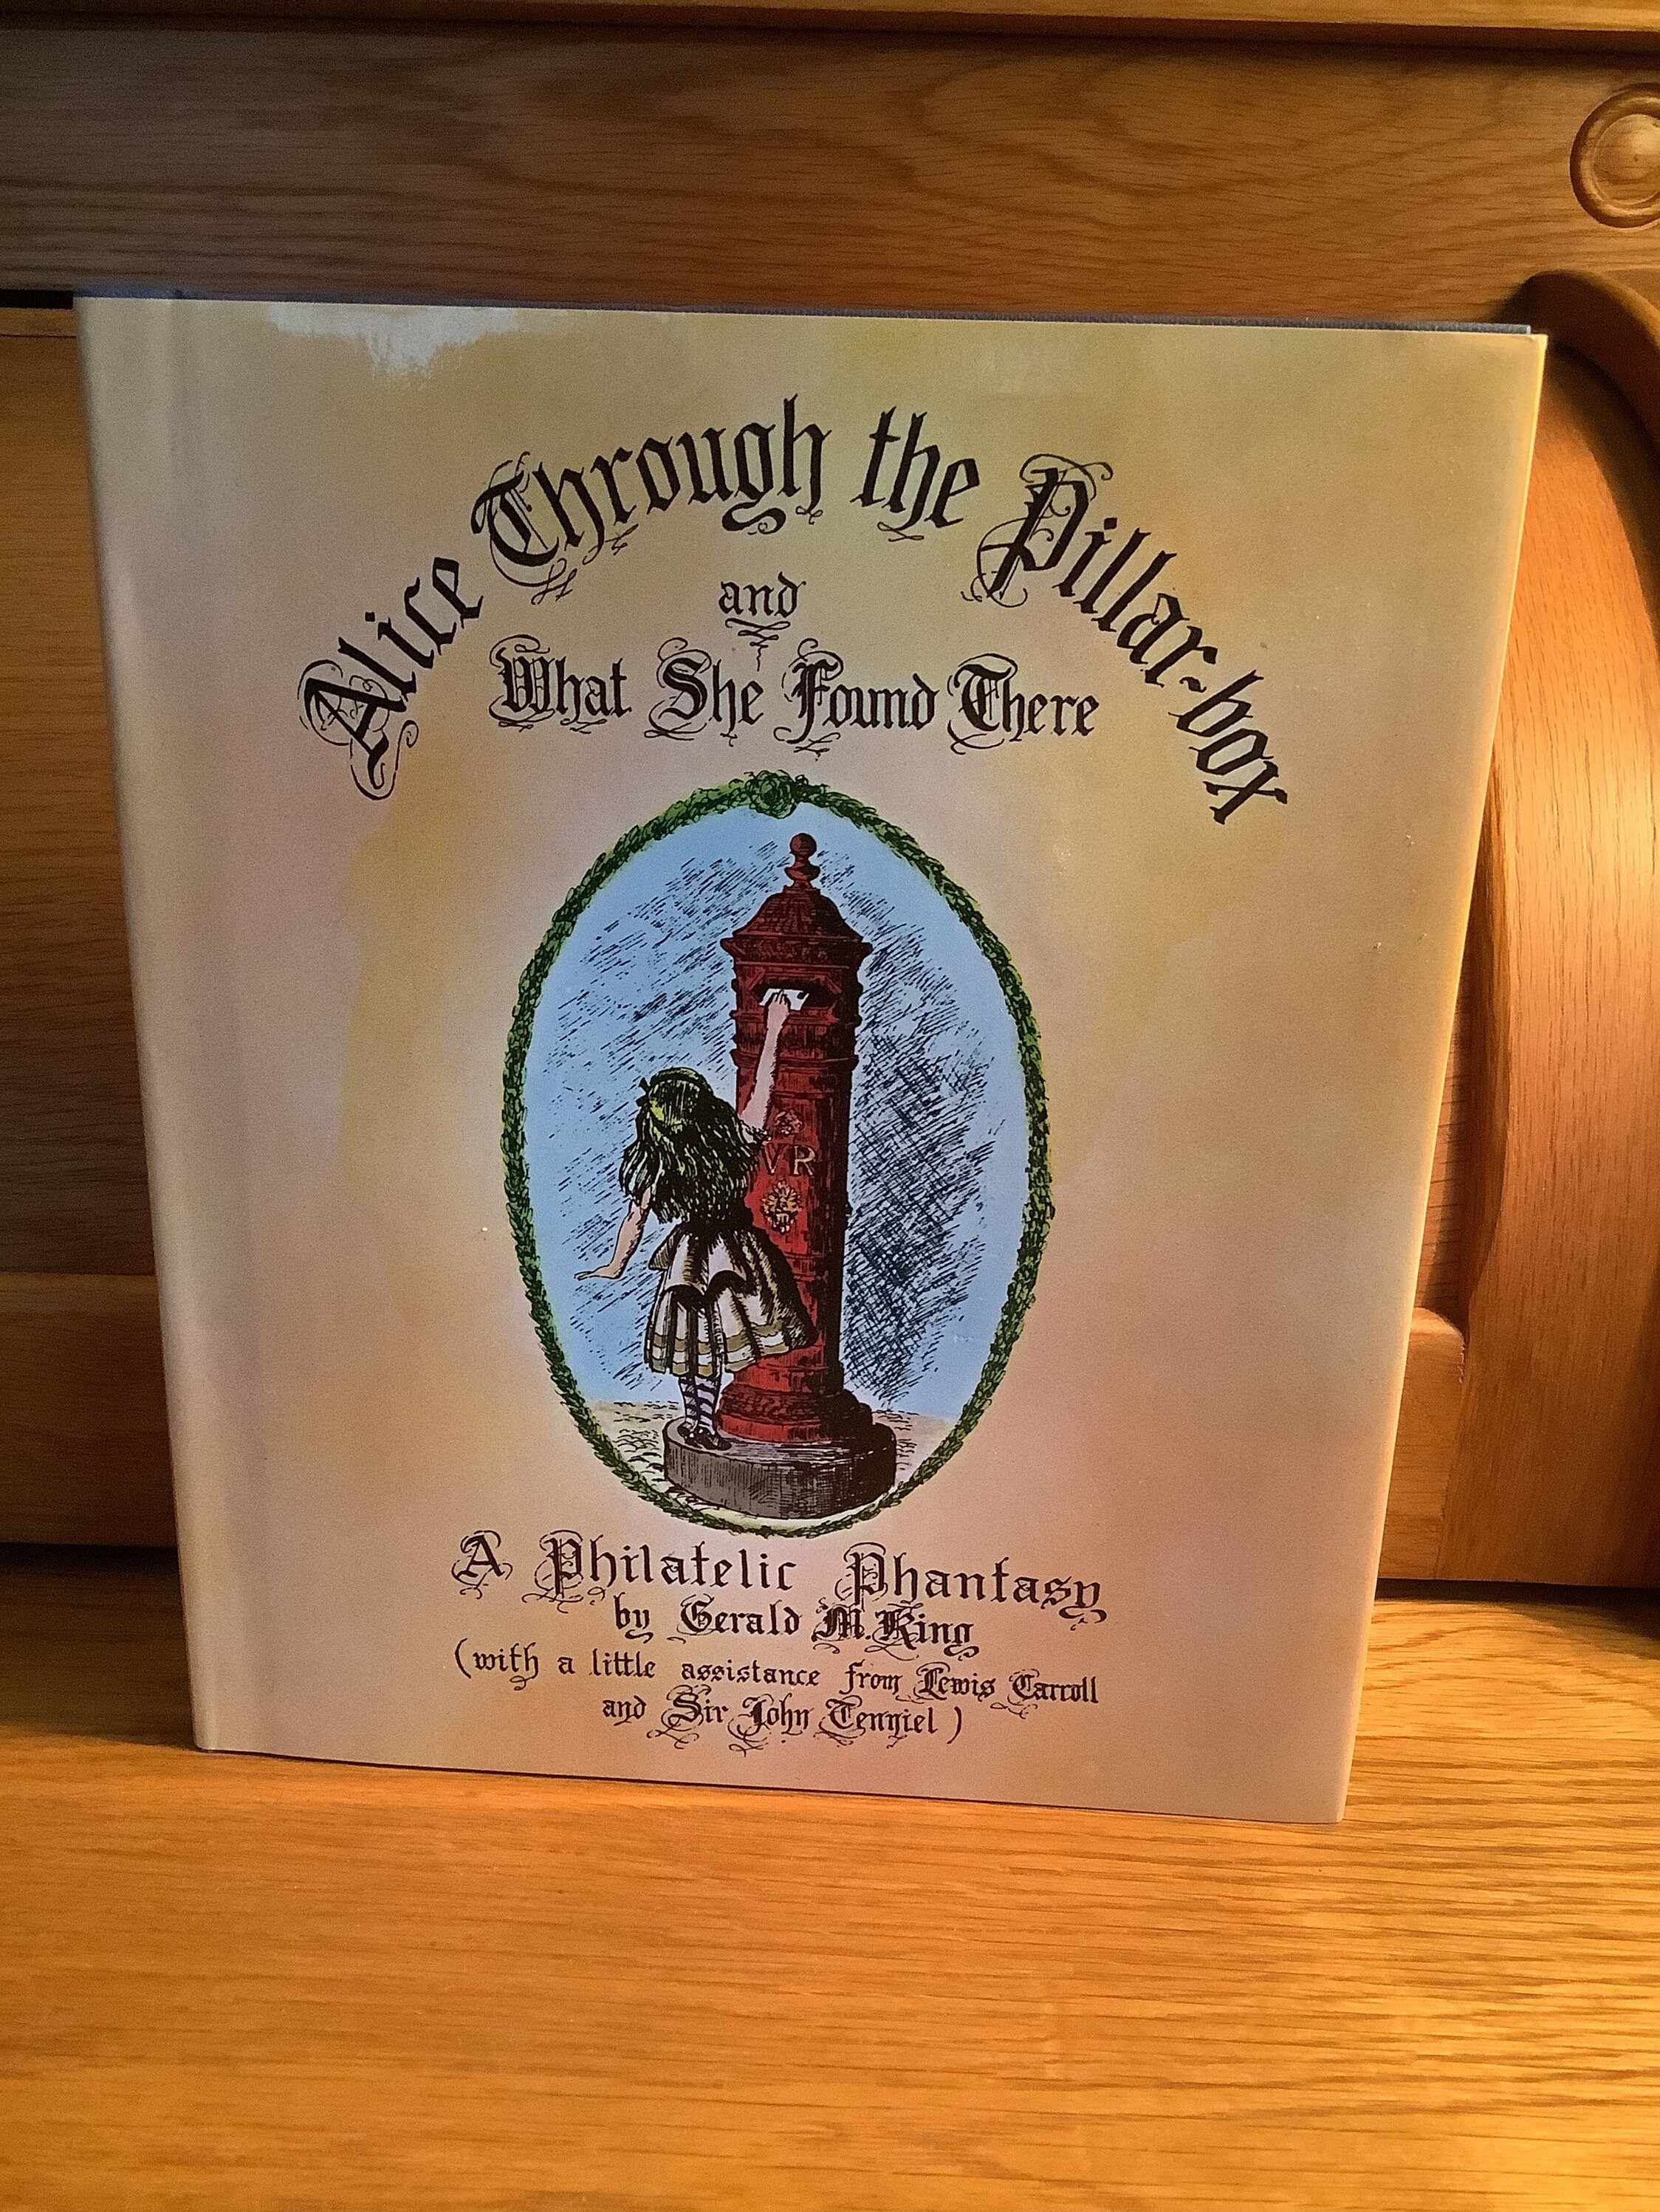 Alice Through the Pillar-box
and
What She Found There
VR
A Philatelic Phantasy
by Gerald M. King
(with a little assistance from Lewis Carroll
and Sir John Tenniel)